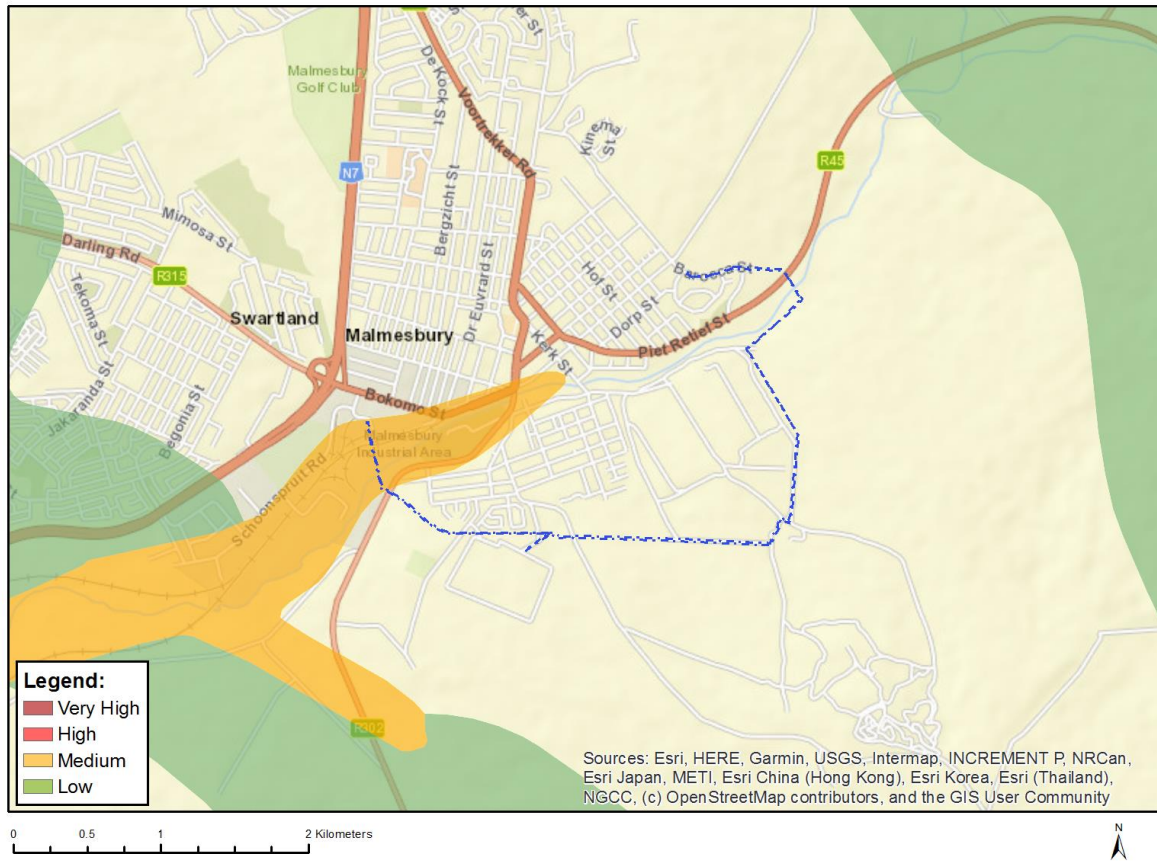 Malmesbury
Golf Club
De Kock St
Voortrekker Rd
Kinema
St
N7
R45
Mimosa St
Bergzicht St
Darling Rd
R315
Hof St
Tekoma St
Dr Euvrard St
Swartland
Malmesbury
Dorp St
Piet Retief St
Kerk St
Jakaranda St
Begonia St
Bokomo St
Malmesbury
Industrial Area
Schoonspruit Rd
R302
Legend:
Very High
High
Medium
Low
Sources: Esri, HERE, Garmin, USGS, Intermap, INCREMENT P, NRCan,
Esri Japan, METI, Esri China (Hong Kong), Esri Korea, Esri (Thailand),
NGCC, (c) OpenStreetMap contributors, and the GIS User Community
0 0.5 1 2 Kilometers
N